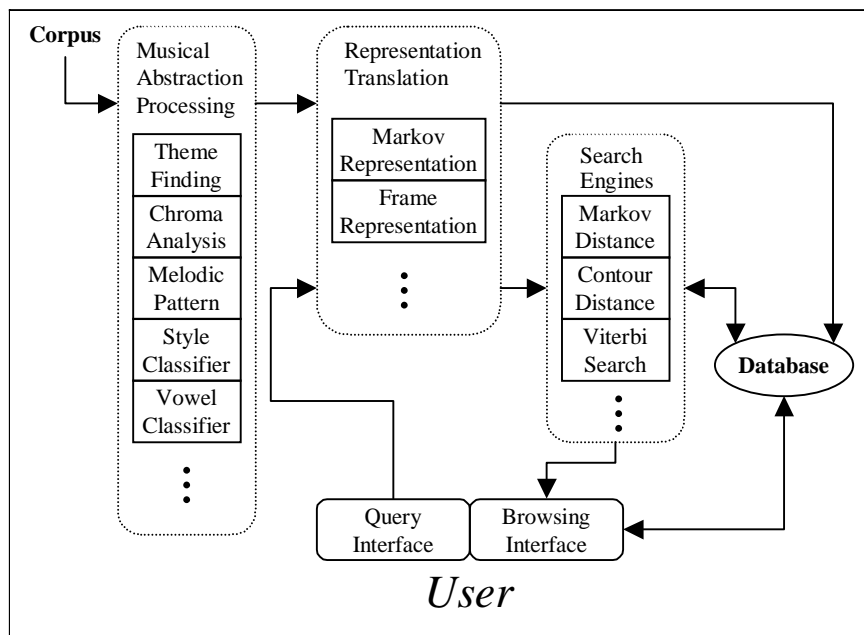 Corpus
Musical
Abstraction
Processing
Theme
Finding
Chroma
Analysis
Melodic
Pattern
Style
Classifier
Vowel
Classifier
Representation
Translation
Markov
Representation
Frame
Representation
Search
Engines
Markov
Distance
Contour
Distance
Viterbi
Search
Database
Query
Interface
Browsing
Interface
User